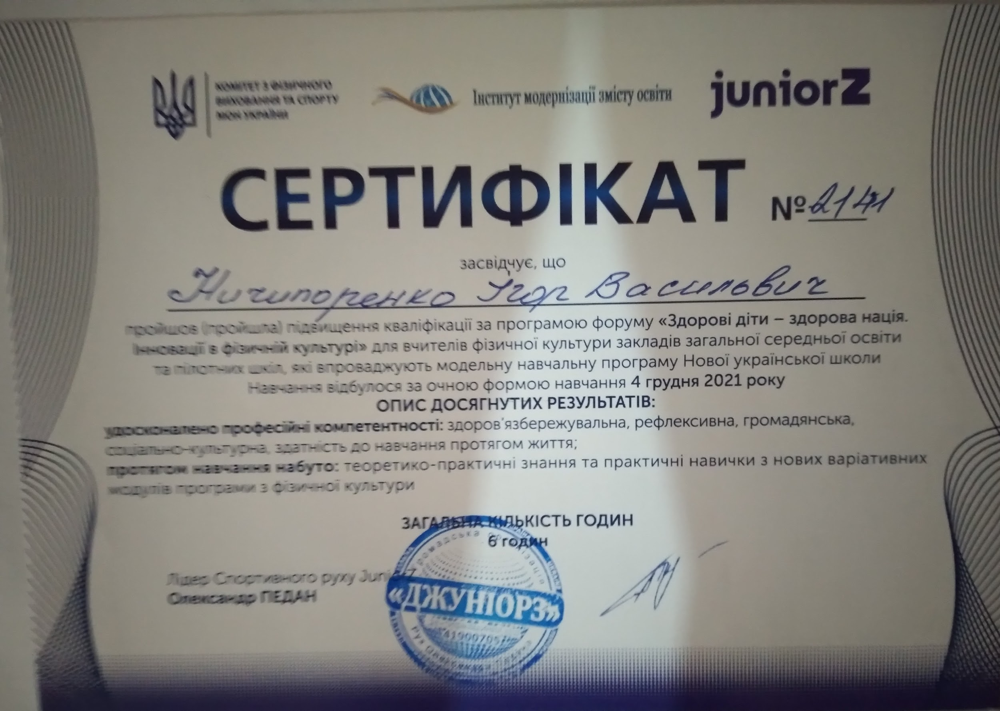 КОМІТЕТ З ФІЗИЧНОГО
ВИХОВАННЯ ТА СПОРТУ
МОН УКРАЇНИ
Інститут модернізації змісту освіти
juniorZ
СЕРТИФІКАТ №2141
засвідчує, що
Ничипоренко Ігор Васильвич
пройшов (пройшла) підвищення кваліфікації за програмою форуму «Здорові діти – здорова нація.
Інновації в фізичній культурі» для вчителів фізичної культури закладів загальної середньої освіти
та пілотних шкіл, які впроваджують модельну навчальну програму Нової української школи
Навчання відбулося за очною формою навчання 4 грудня 2021 року
ОПИС ДОСЯГНУТИХ РЕЗУЛЬТАТІВ:
удосконалено професійні компетентності: здоров'язбережувальна, рефлексивна, громадянська,
соціально-культурна, здатність до навчання протягом життя;
протягом навчання набуто: теоретико-практичні знання та практичні навички з нових варіативних
модулів програми з фізичної культури
ЗАГАЛЬНА КІЛЬКІСТЬ ГОДИН
6 годин
Лідер Спортивного руху JuniorZ
Олександр ПЕДАН
громадська організація
«ДЖУНІОРЗ»